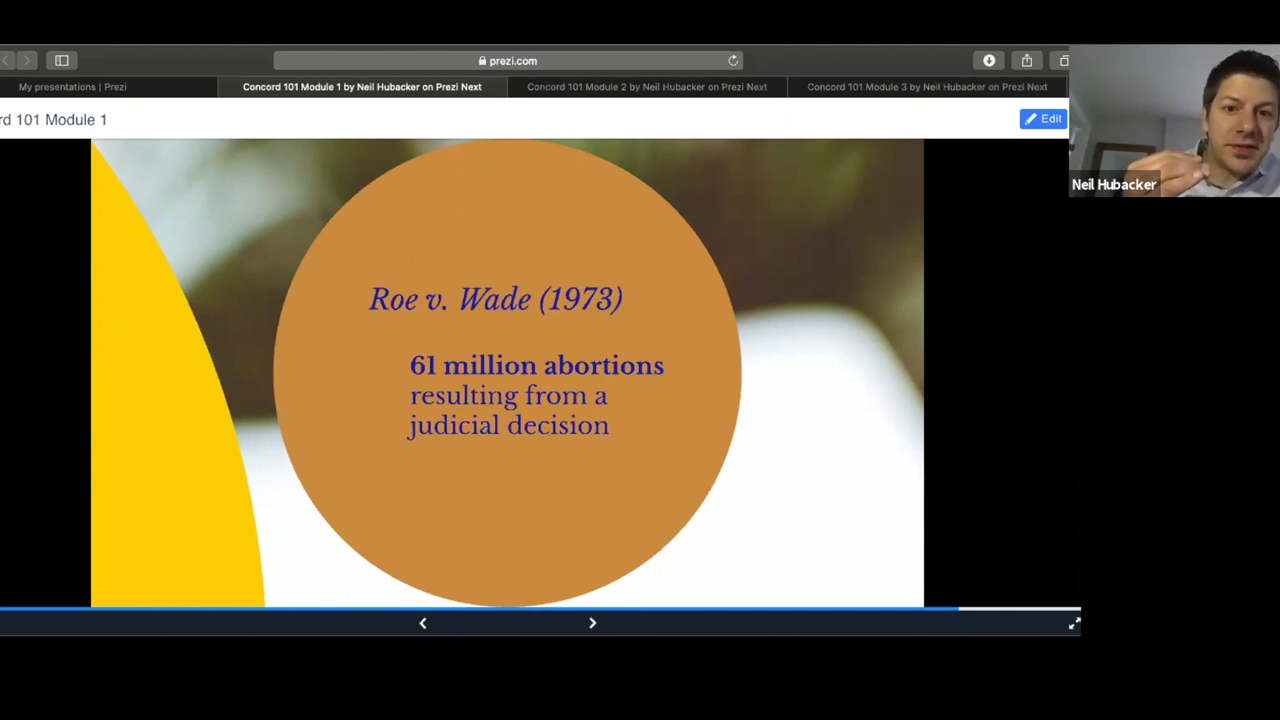 prezi.com
My presentations | Prezi
Concord 101 Module 1 by Neil Hubacker on Prezi Next
Concord 101 Module 2 by Neil Hubacker on Prezi Next
Concord 101 Module 3 by Neil Hubacker on Prezi Next
rd 101 Module 1
Edit
Neil Hubacker
Roe v. Wade (1973)
61 million abortions
resulting from a
judicial decision